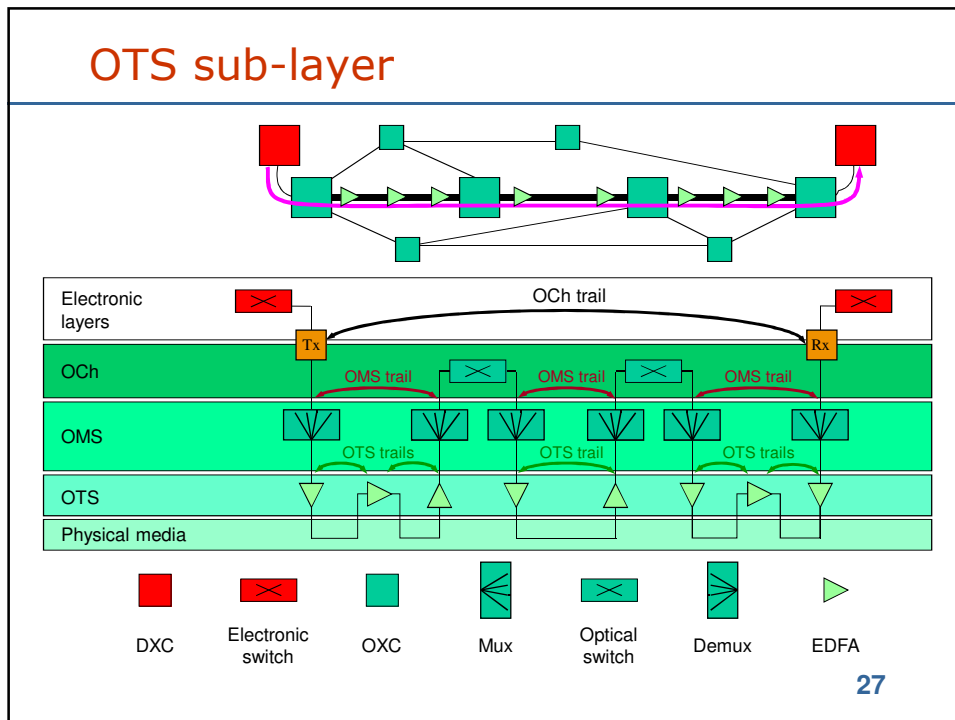 OTS sub-layer
Electronic
layers
OCh trail
Tx
Rx
OCh
OMS trail
OMS trail
OMS trail
OMS
OTS trails
OTS trail
OTS trails
OTS
Physical media
DXC
Electronic
switch
OXC
Mux
Optical
switch
Demux
EDFA
27